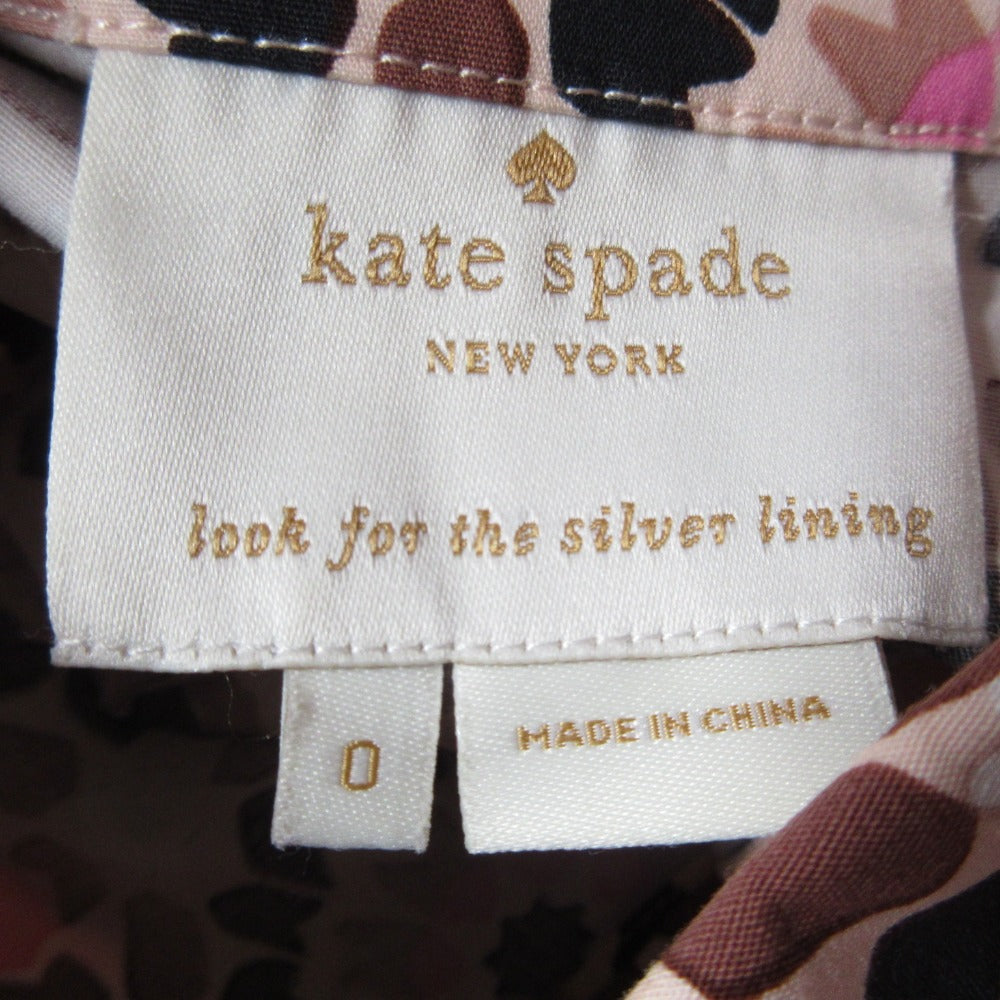 kate spade
NEW YORK
look for the silver lining
0
MADE IN CHINA